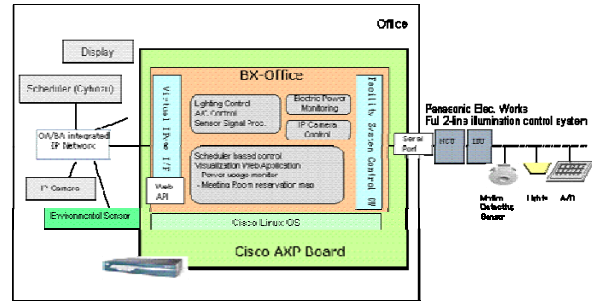 Office
Display
Scheduler (Cybozu)
OA/BA integrated
IP Network
IP Camera
Environmental Sensor
BX-Office
Lighting Control
A/C Control
Sensor Signal Proc.
Electric Power
Monitoring
IP Camera
Control
Scheduler based control
Visualization Web Application
Power usage monitor
- Meeting Room reservation map
Web
API
Facility System Control GW
Cisco Linux OS
Cisco AXP Board
Serial
Port
Panasonic Elec. Works
Full 2-line illumination control system
Motion
Detecting
Sensor
Lights